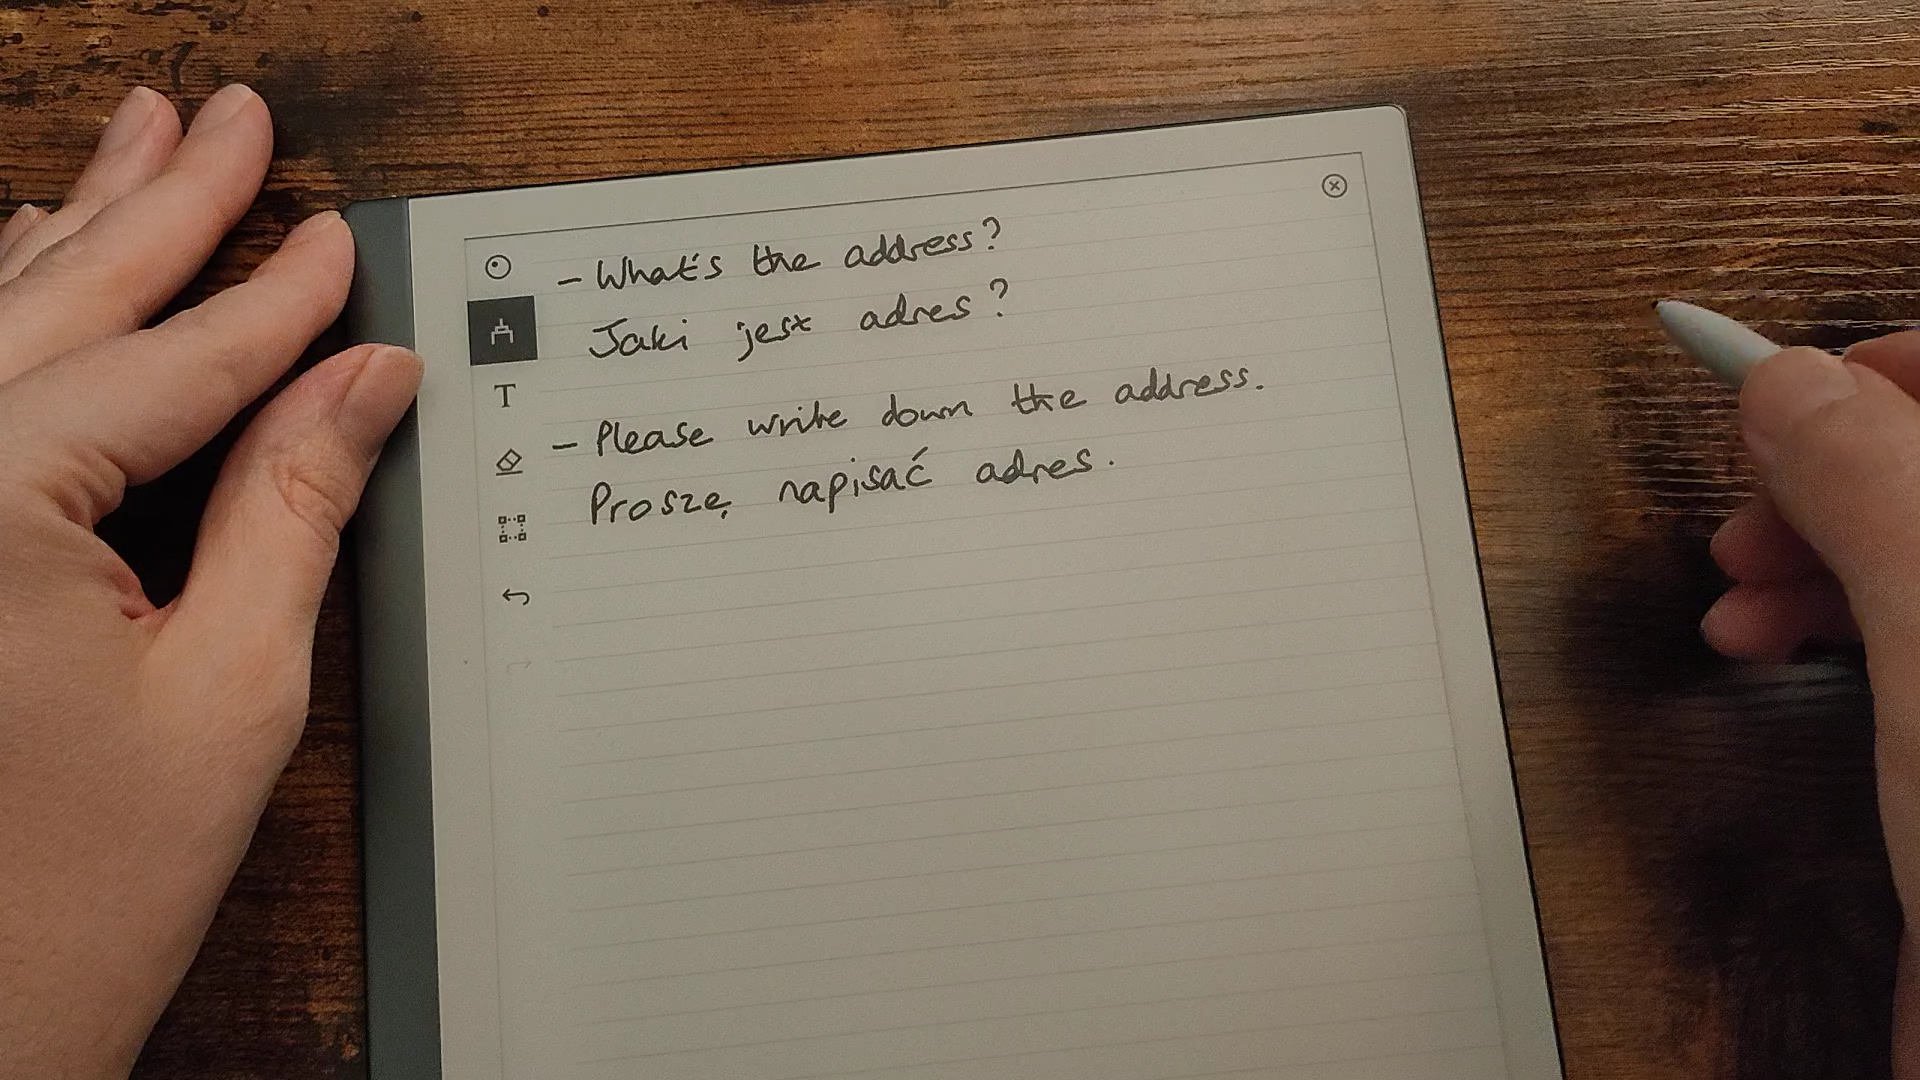 - What's the address?
Jaki jest adres?
- Please write down the address.
Proszę napisać adres.
T